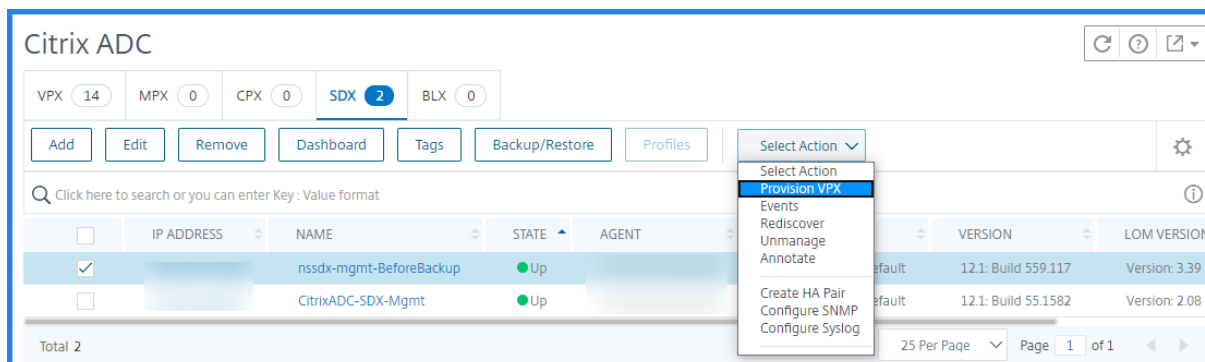 Citrix ADC
VPX 14 MPX 0 CPX 0 SDX 2 BLX 0
Add Edit Remove Dashboard Tags Backup/Restore Profiles Select Action
Click here to search or you can enter Key : Value format
Select Action
Provision VPX
Events
Rediscover
Unmanage
Annotate
Create HA Pair
Configure SNMP
Configure Syslog
IP ADDRESS NAME STATE AGENT VERSION LOM VERSION
nssdx-mgmt-BeforeBackup Up efault 12.1: Build 559.117 Version: 3.39
CitrixADC-SDX-Mgmt Up efault 12.1: Build 55.1582 Version: 2.08
Total 2 25 Per Page Page 1 of 1